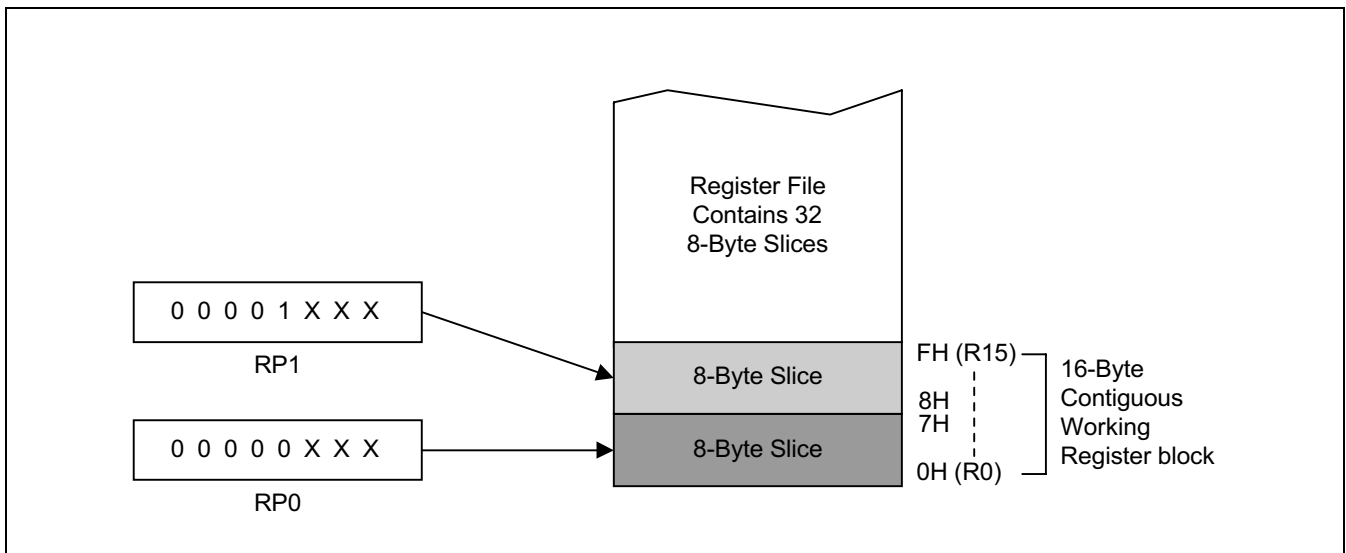 Register File
Contains 32
8-Byte Slices
0 0 0 0 1 X X X
RP1
8-Byte Slice
FH (R15)
8H
7H
0H (R0)
16-Byte
Contiguous
Working
Register block
0 0 0 0 0 X X X
RP0
8-Byte Slice